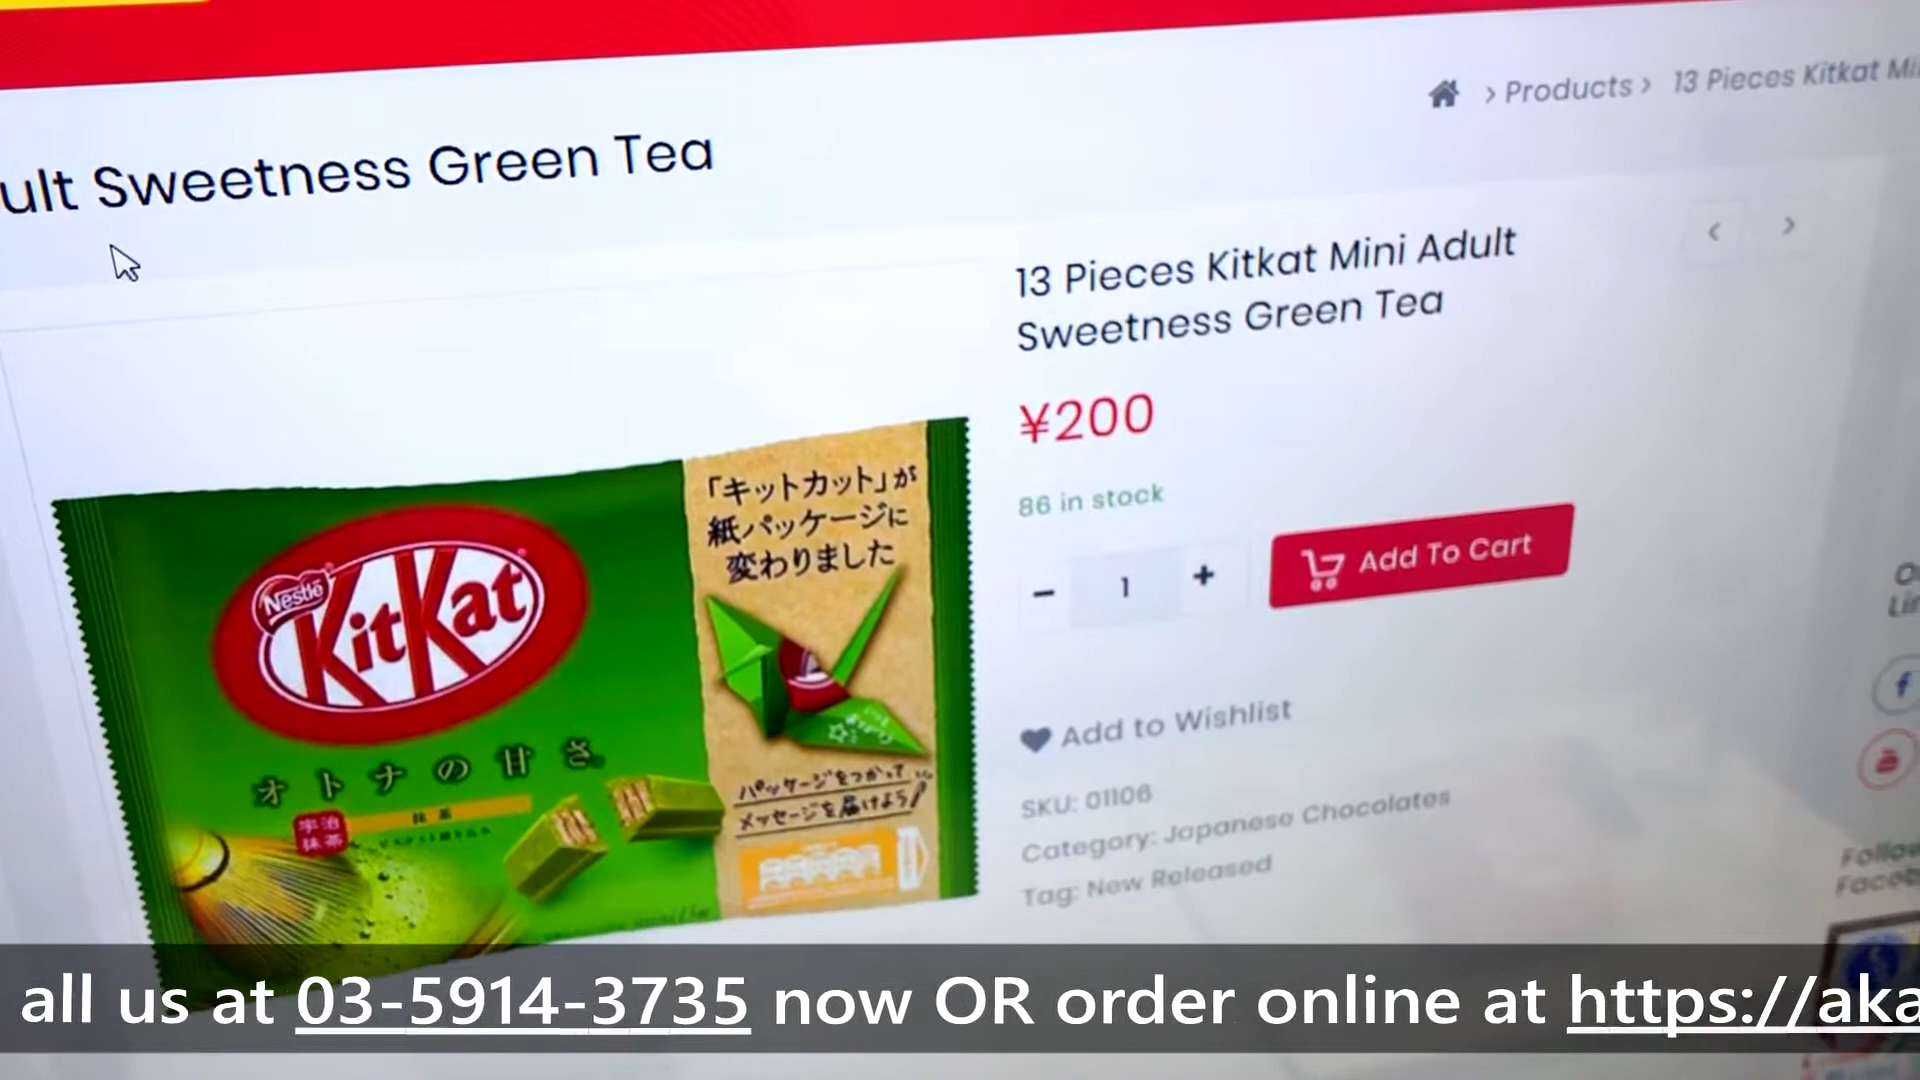 Products
13 Pieces Kitkat
ult Sweetness Green Tea
13 Pieces Kitkat Mini Adult
Sweetness Green Tea
¥200
86 in stock
1
Add To Cart
Add to Wishlist
SKU: 01106
Category: Japanese Chocolates
Tag: New Released
Nestlé
KitKat
オトナの甘さ
宇治
抹茶
抹茶
「キットカット」が
紙パッケージに
変わりました
パッケージをつかって
メッセージを届けよう
all us at 03-5914-3735 now OR order online at https://aka